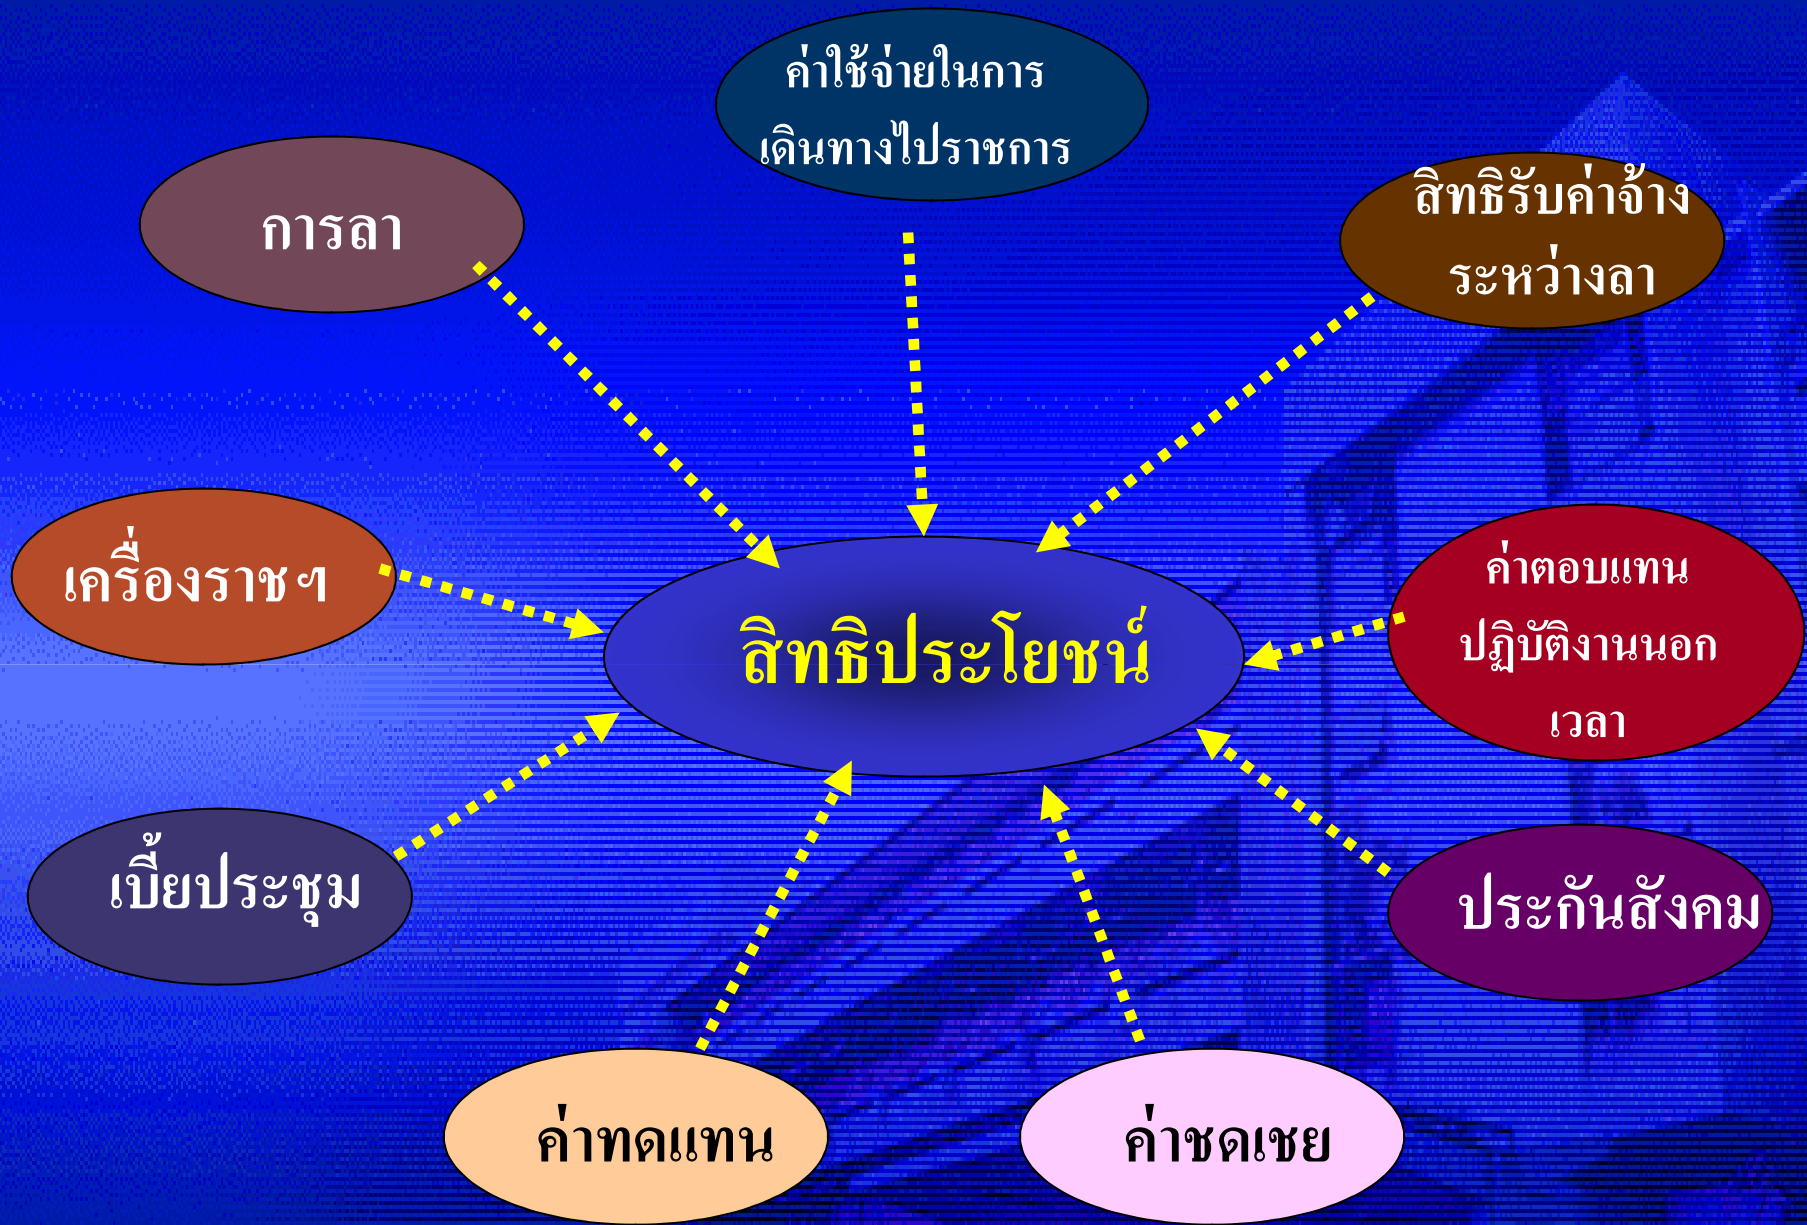 ค่าใช้จ่ายในการ
เดินทางไปราชการ
การลา
สิทธิรับค่าจ้าง
ระหว่างลา
เครื่องราชฯ
ค่าตอบแทน
ปฏิบัติงานนอก
เวลา
สิทธิประโยชน์
เบี้ยประชุม
ประกันสังคม
ค่าทดแทน
ค่าชดเชย